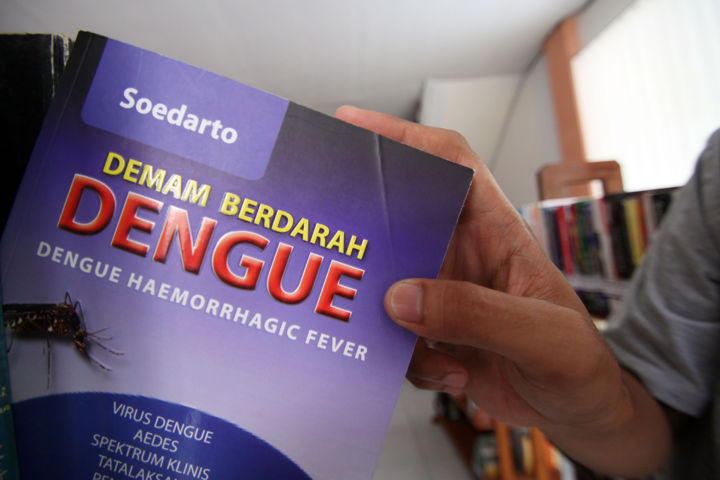 Soedarto
DEMAM BERDARAH
DENGUE
DENGUE HAEMORRHAGIC FEVER
VIRUS DENGUE
AEDES
SPEKTRUM KLINIS